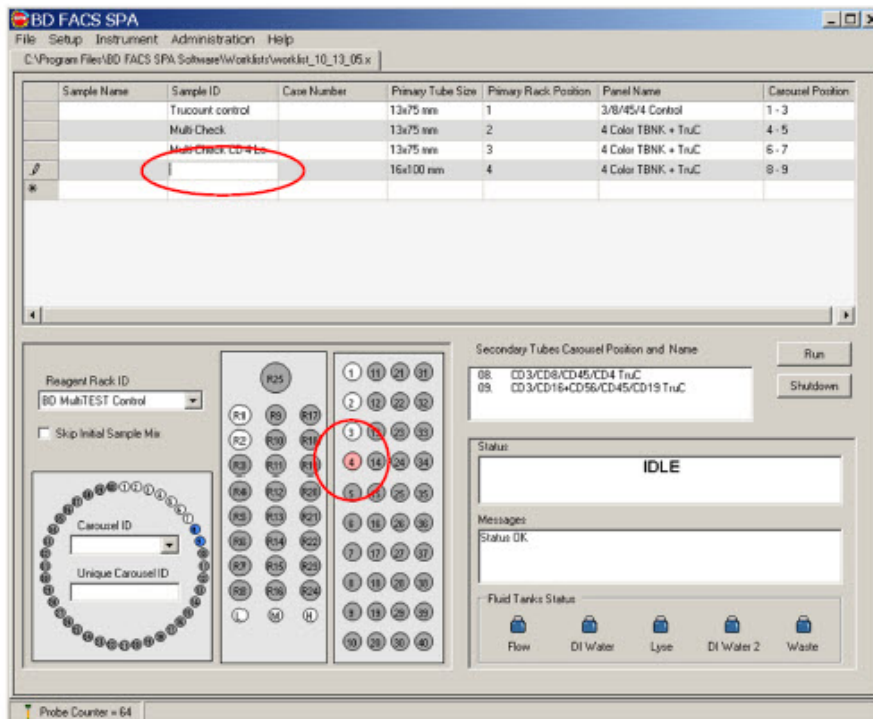 BD FACS SPA
File Setup Instrument Administration Help
C:\Program Files\BD FACS SPA Software\Worklists\worklist_10_13_05.x
Sample Name Sample ID Case Number Primary Tube Size Primary Rack Position Panel Name Carousel Position
Trucount control 13x75 mm 1 3/8/45/4 Control 1 - 3
Multi-Check 13x75 mm 2 4 Color TBNK + TruC 4 - 5
Multi-Check CD 4 Lo 13x75 mm 3 4 Color TBNK + TruC 6 - 7
16x100 mm 4 4 Color TBNK + TruC 8 - 9
Reagent Rack ID
BD MultiTEST Control
Skip Initial Sample Mix
Carousel ID
Unique Carousel ID
R25
R1 R9 R17
R2 R10 R18
R3 R11 R19
R4 R12 R20
R5 R13 R21
R6 R14 R22
R7 R15 R23
R8 R16 R24
L M H
1 11 21 31
2 12 22 32
3 13 23 33
4 14 24 34
5 15 25 35
6 16 26 36
7 17 27 37
8 18 28 38
9 19 29 39
10 20 30 40
Secondary Tubes Carousel Position and Name
08. CD3/CD8/CD45/CD4 TruC
09. CD3/CD16+CD56/CD45/CD19 TruC
Run
Shutdown
Status
IDLE
Messages
Status OK
Fluid Tanks Status
Flow DI Water Lyse DI Water 2 Waste
Probe Counter = 64